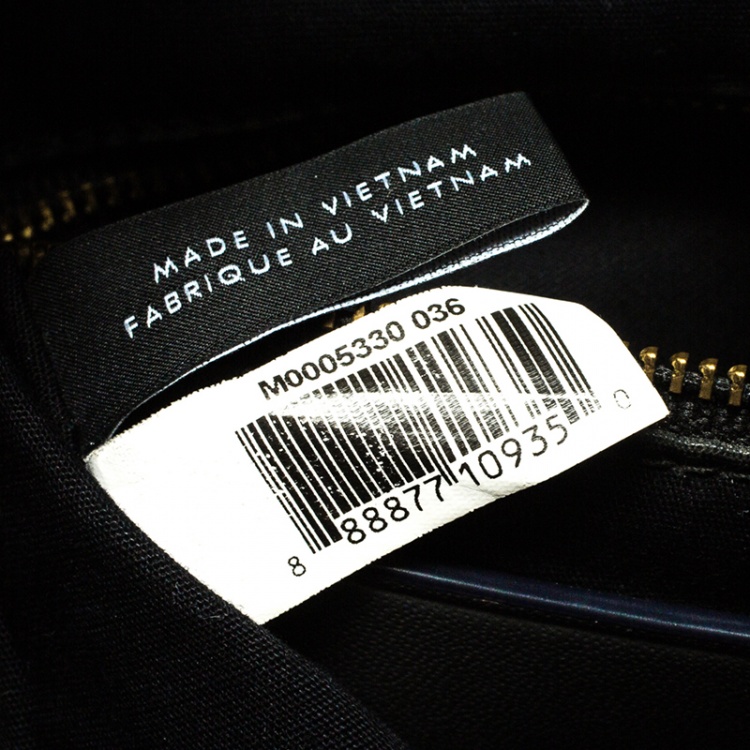 MADE IN VIETNAM
FABRIQUE AU VIETNAM
M0005330 036
8 88877 10935 0